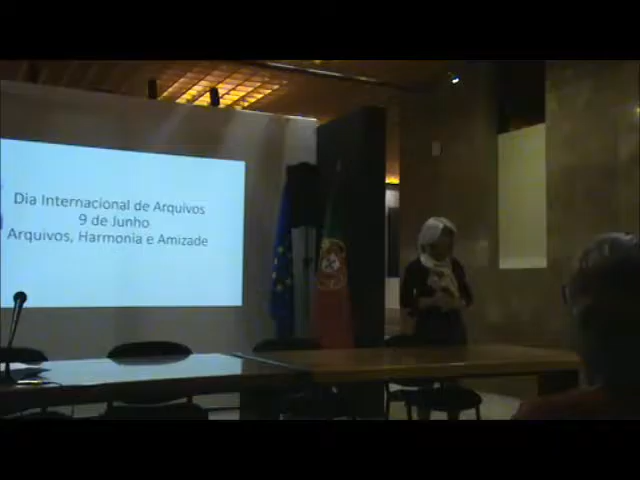 Dia Internacional de Arquivos
9 de Junho
Arquivos, Harmonia e Amizade